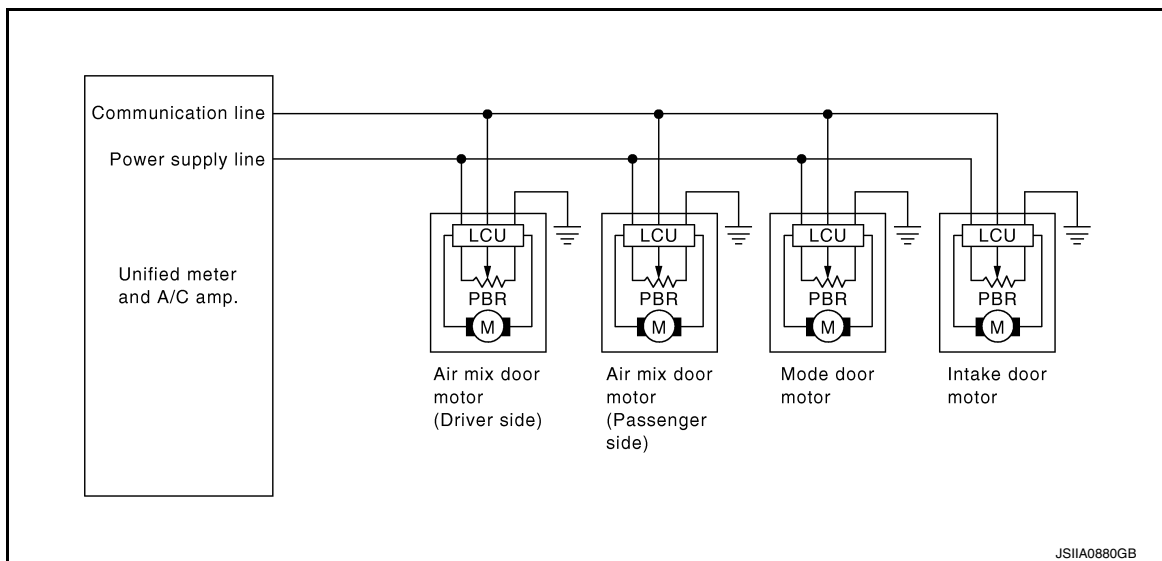 Communication line
Power supply line
Unified meter
and A/C amp.
LCU
PBR
M
Air mix door
motor
(Driver side)
LCU
PBR
M
Air mix door
motor
(Passenger
side)
LCU
PBR
M
Mode door
motor
LCU
PBR
M
Intake door
motor
JSIIA0880GB